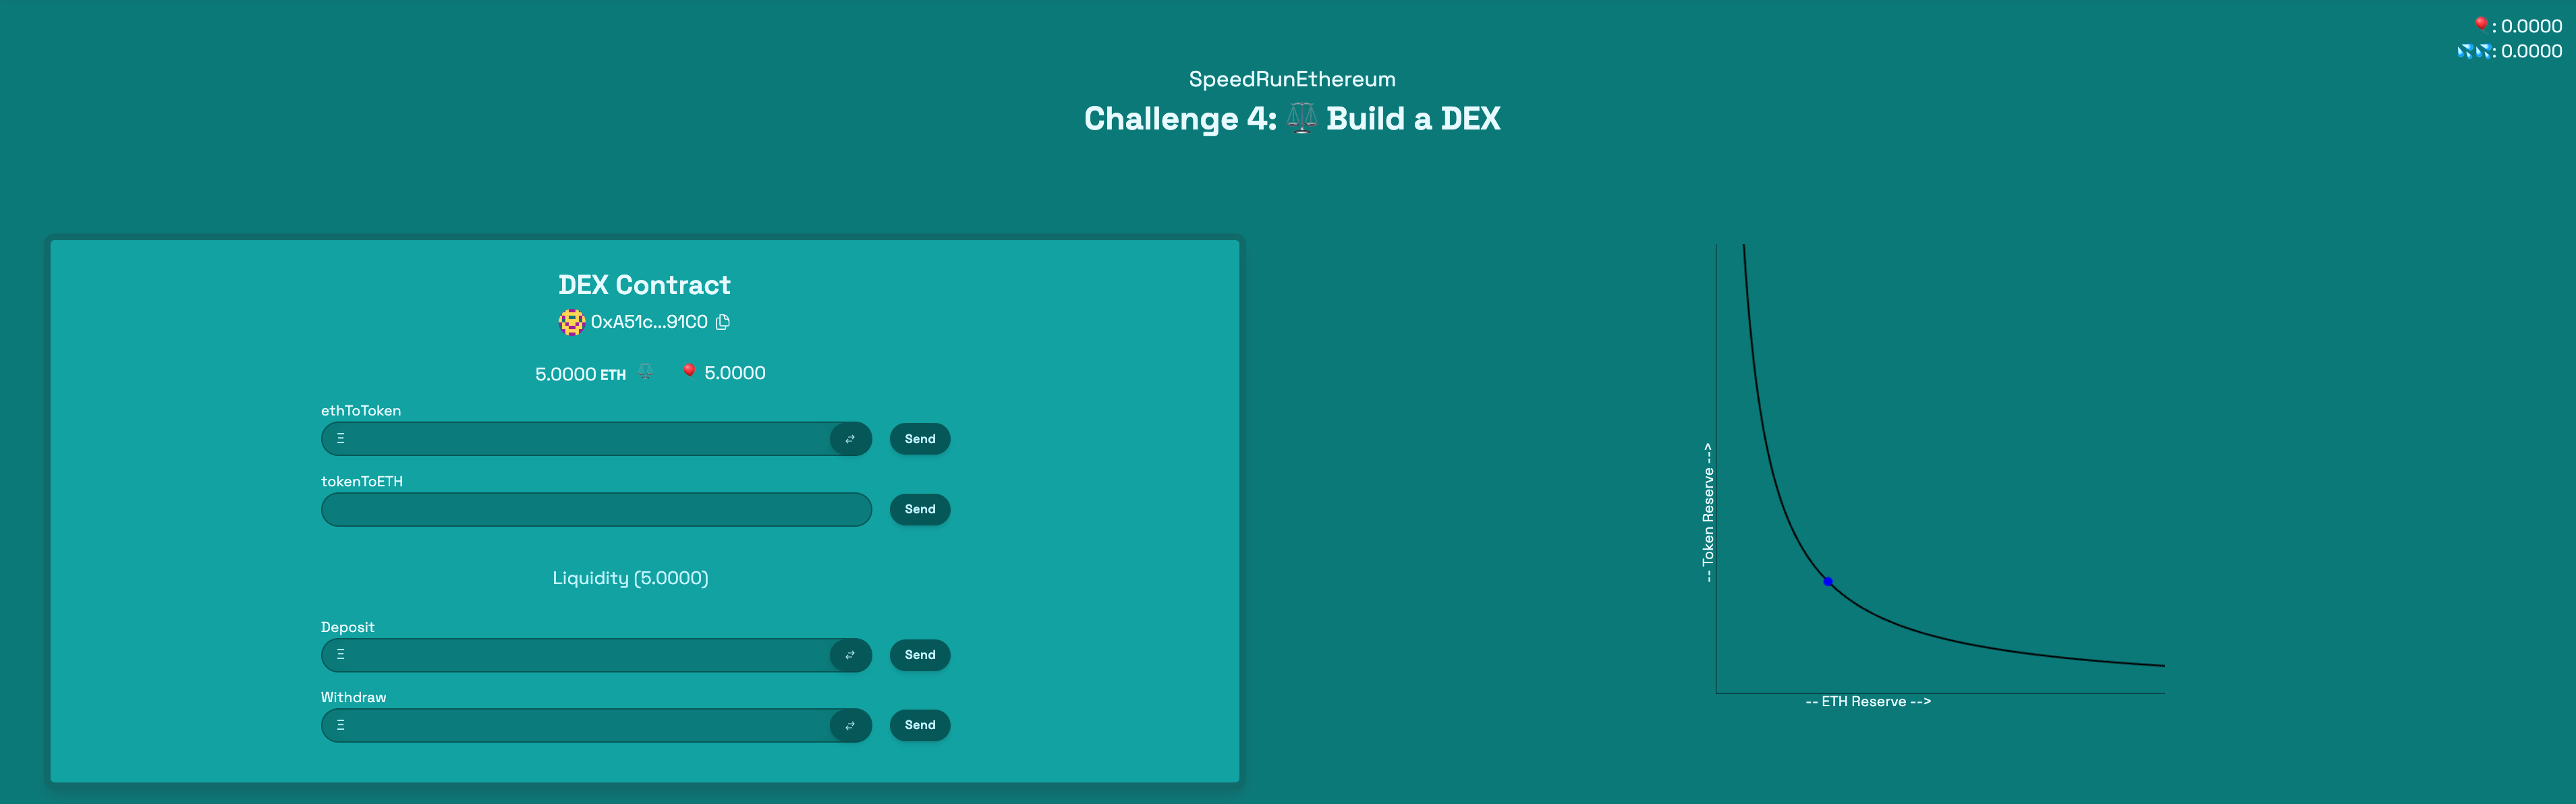 🎈: 0.0000
💦💦: 0.0000
SpeedRunEthereum
Challenge 4: ⚖️ Build a DEX
DEX Contract
0xA51c...91C0
5.0000 ETH ⚖️ 🎈 5.0000
ethToToken
Ξ
Send
tokenToETH
Send
Liquidity (5.0000)
Deposit
Ξ
Send
Withdraw
Ξ
Send
-- Token Reserve -->
-- ETH Reserve -->